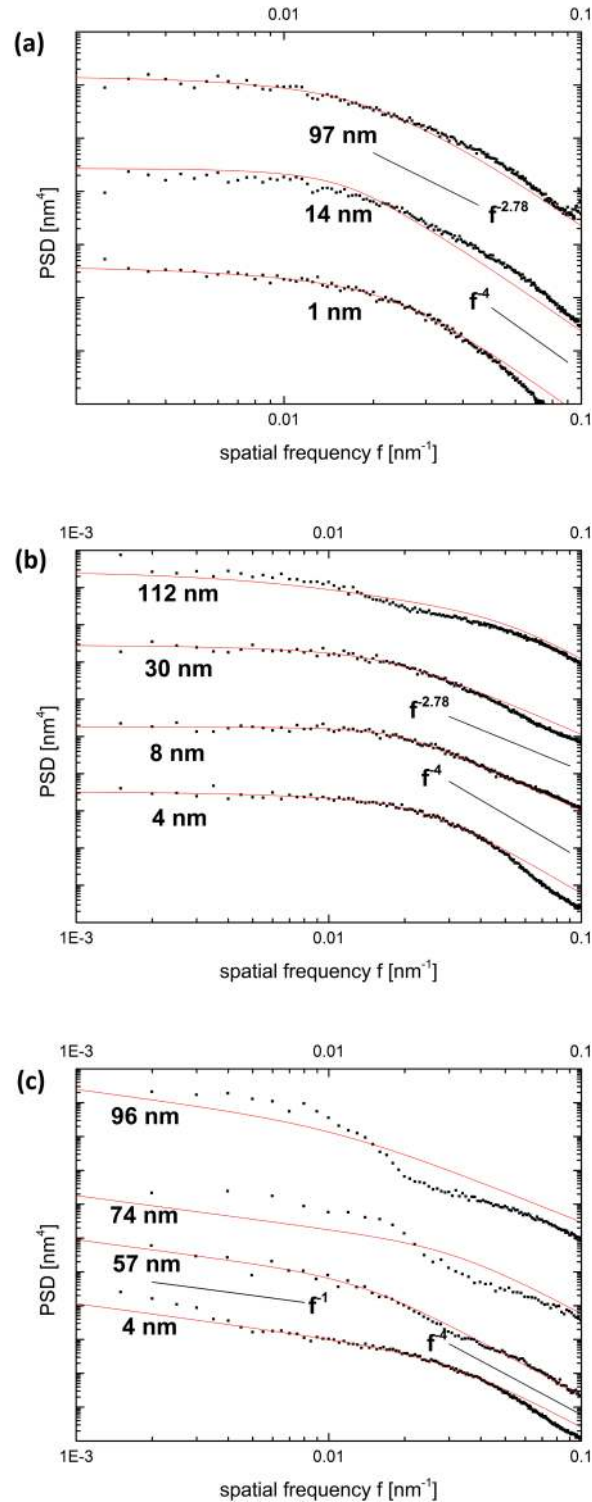 0.01 0.1
(a)
97 nm
f-2.78
14 nm
f-4
1 nm
PSD [nm4]
0.01 0.1
spatial frequency f [nm-1]
1E-3 0.01 0.1
(b)
112 nm
30 nm
f-2.78
8 nm
f-4
4 nm
PSD [nm4]
1E-3 0.01 0.1
spatial frequency f [nm-1]
1E-3 0.01 0.1
(c)
96 nm
74 nm
57 nm
f-1
4 nm
f-4
PSD [nm4]
1E-3 0.01 0.1
spatial frequency f [nm-1]